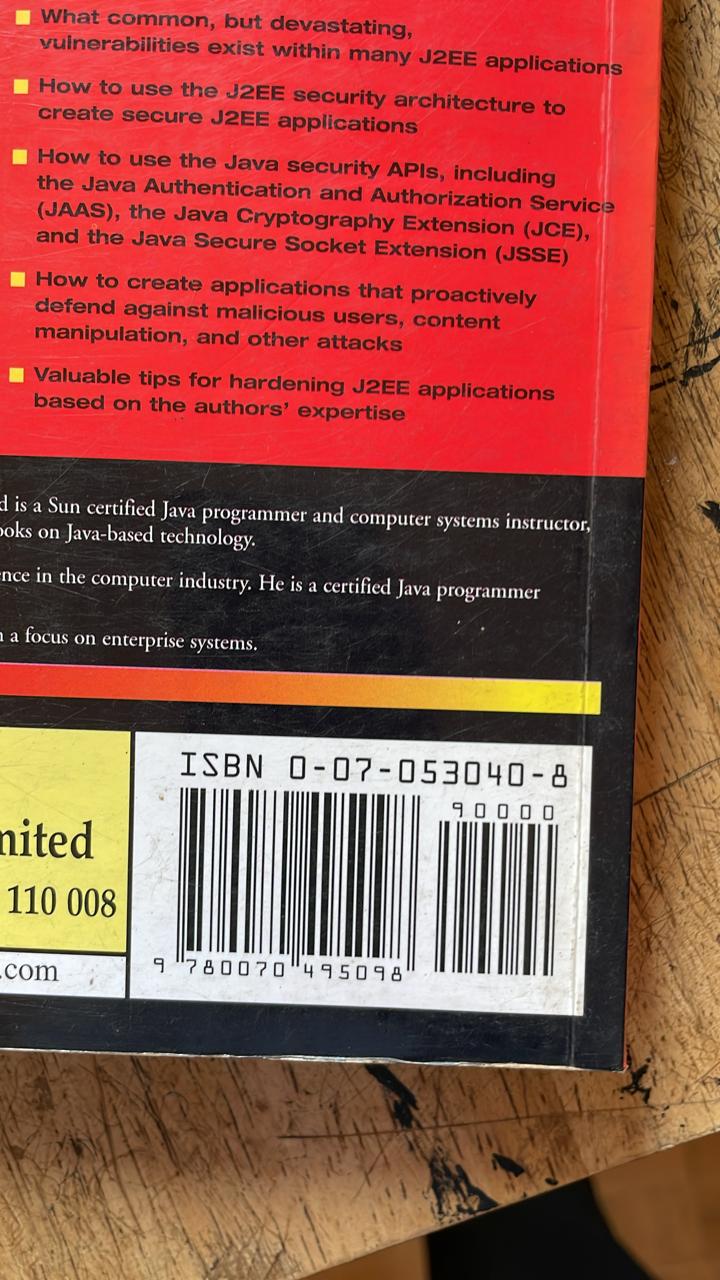 What common, but devastating,
vulnerabilities exist within many J2EE applications
How to use the J2EE security architecture to
create secure J2EE applications
How to use the Java security APIs, including
the Java Authentication and Authorization Service
(JAAS), the Java Cryptography Extension (JCE),
and the Java Secure Socket Extension (JSSE)
How to create applications that proactively
defend against malicious users, content
manipulation, and other attacks
Valuable tips for hardening J2EE applications
based on the authors' expertise
d is a Sun certified Java programmer and computer systems instructor,
ooks on Java-based technology.
ence in the computer industry. He is a certified Java programmer
a focus on enterprise systems.
mited
110 008
.com
ISBN 0-07-053040-8
90000
9 780070 495098